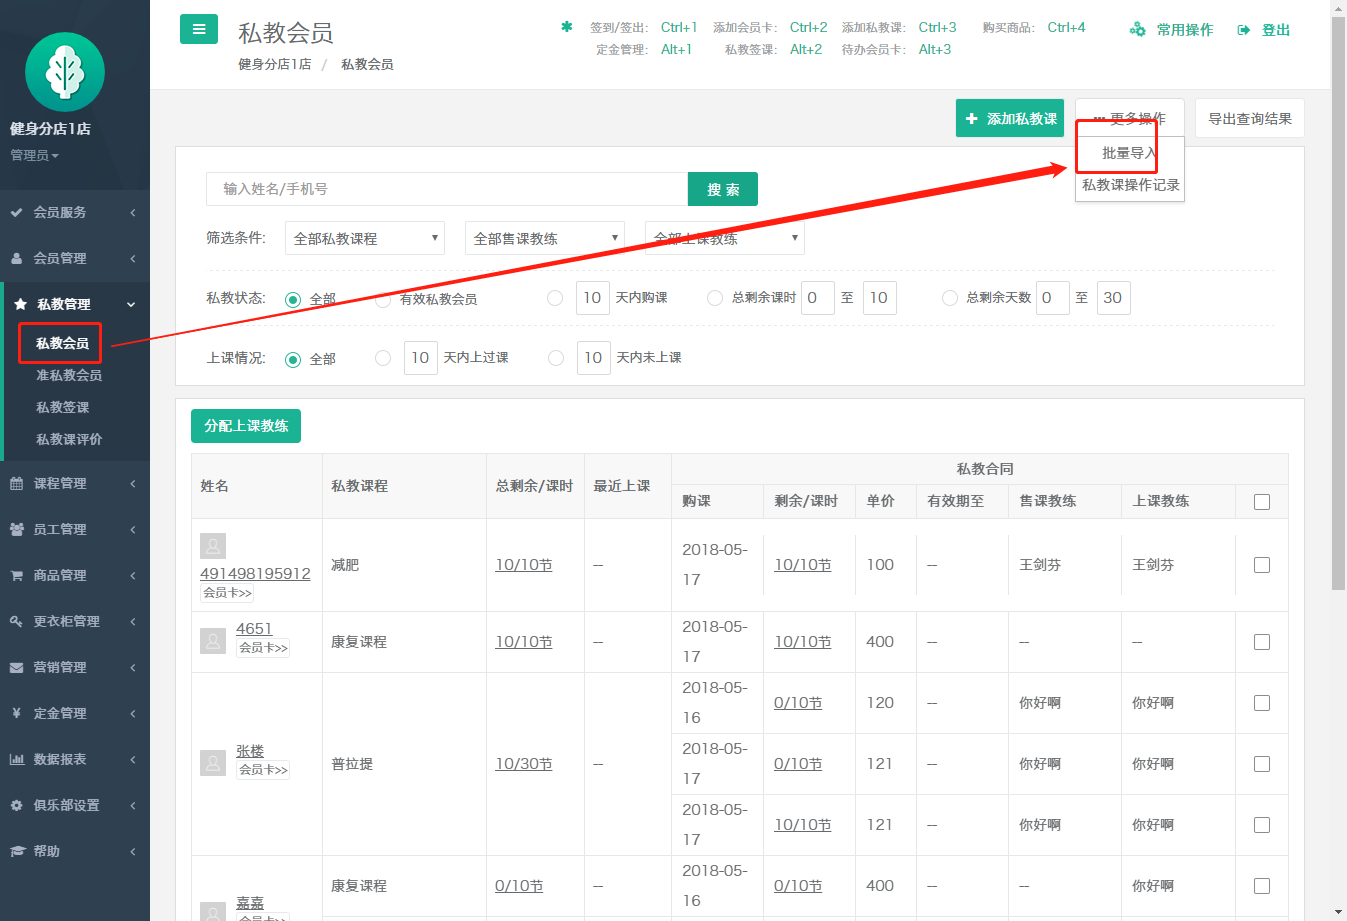 私教会员
健身分店1店 / 私教会员
签到/签出: Ctrl+1 添加会员卡: Ctrl+2 添加私教课: Ctrl+3 购买商品: Ctrl+4
定金管理: Alt+1 私教签课: Alt+2 待办会员卡: Alt+3
常用操作 登出
健身分店1店
管理员
会员服务
会员管理
私教管理
私教会员
准私教会员
私教签课
私教课评价
课程管理
员工管理
商品管理
更衣柜管理
营销管理
定金管理
数据报表
俱乐部设置
帮助
添加私教课 更多操作 导出查询结果
批量导入
私教课操作记录
输入姓名/手机号 搜 索
筛选条件: 全部私教课程 全部售课教练 全部上课教练
私教状态: 全部 有效私教会员 10 天内购课 总剩余课时 0 至 10 总剩余天数 0 至 30
上课情况: 全部 10 天内上过课 10 天内未上课
分配上课教练
姓名 私教课程 总剩余/课时 最近上课 私教合同
购课 剩余/课时 单价 有效期至 售课教练 上课教练
491498195912 会员卡>> 减肥 10/10节 -- 2018-05-17 10/10节 100 -- 王剑芬 王剑芬
4651 会员卡>> 康复课程 10/10节 -- 2018-05-17 10/10节 400 -- -- --
张楼 会员卡>> 普拉提 10/30节 -- 2018-05-16 0/10节 120 -- 你好啊 你好啊
2018-05-17 0/10节 121 -- 你好啊 你好啊
2018-05-17 10/10节 121 -- 你好啊 你好啊
嘉嘉 会员卡>> 康复课程 0/10节 -- 2018-05-16 0/10节 400 -- -- 你好啊